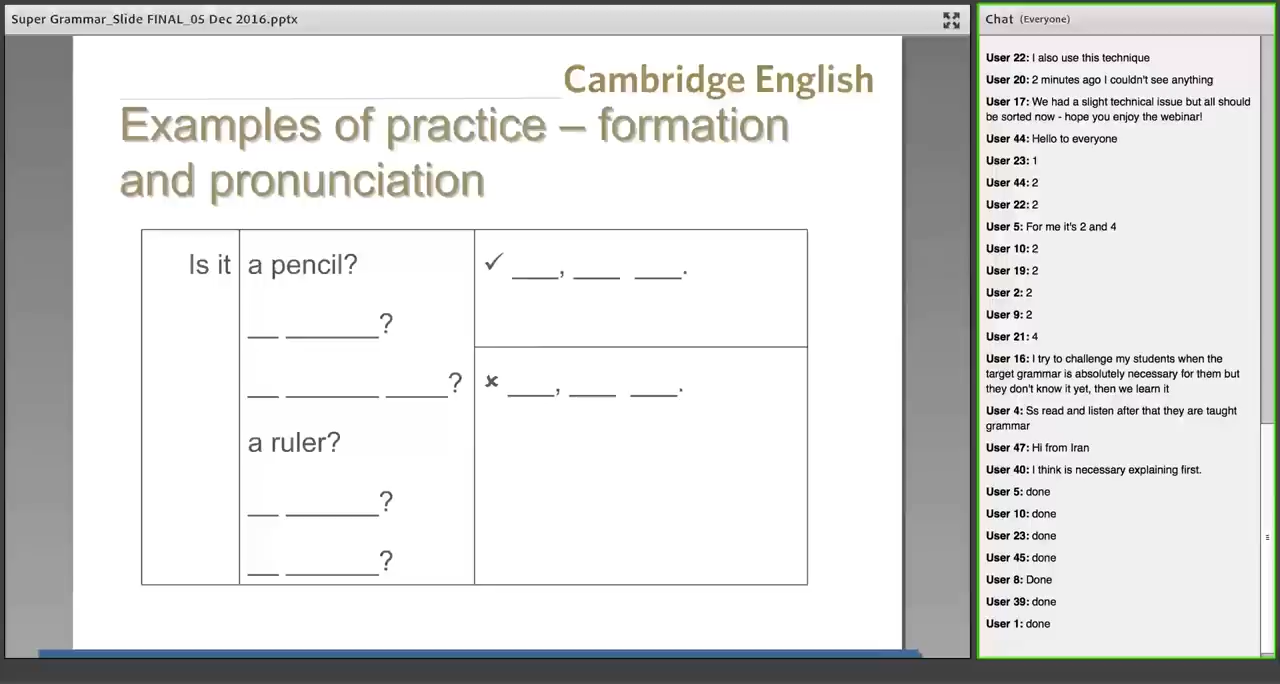 Super Grammar_Slide FINAL_05 Dec 2016.pptx
Cambridge English
Examples of practice – formation
and pronunciation
Is it a pencil? ✓ ___, ___ ___.
__ ______?
__ ______ ____? × ___, ___ ___.
a ruler?
__ ______?
__ ______?
Chat (Everyone)
User 22: I also use this technique
User 20: 2 minutes ago I couldn't see anything
User 17: We had a slight technical issue but all should
be sorted now - hope you enjoy the webinar!
User 44: Hello to everyone
User 23: 1
User 44: 2
User 22: 2
User 5: For me it's 2 and 4
User 10: 2
User 19: 2
User 2: 2
User 9: 2
User 21: 4
User 16: I try to challenge my students when the
target grammar is absolutely necessary for them but
they don't know it yet, then we learn it
User 4: Ss read and listen after that they are taught
grammar
User 47: Hi from Iran
User 40: I think is necessary explaining first.
User 5: done
User 10: done
User 23: done
User 45: done
User 8: Done
User 39: done
User 1: done